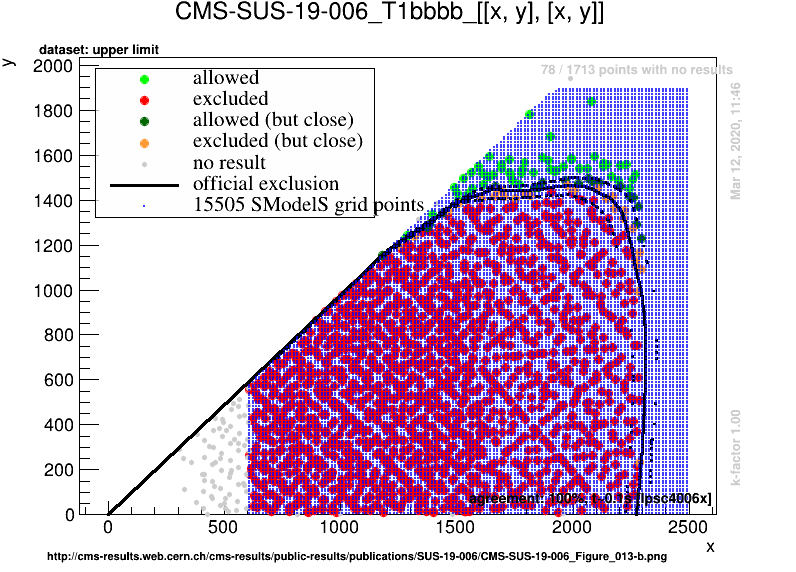 CMS-SUS-19-006_T1bbbb_[[x, y], [x, y]]
dataset: upper limit
78 / 1713 points with no results
y
allowed
excluded
allowed (but close)
excluded (but close)
no result
official exclusion
15505 SModelS grid points
2000
1800
1600
1400
1200
1000
800
600
400
200
0
0
500
1000
1500
2000
2500
x
Mar 12, 2020, 11:46
k-factor 1.00
agreement: 100%
[lpsc4006x]
http://cms-results.web.cern.ch/cms-results/public-results/publications/SUS-19-006/CMS-SUS-19-006_Figure_013-b.png